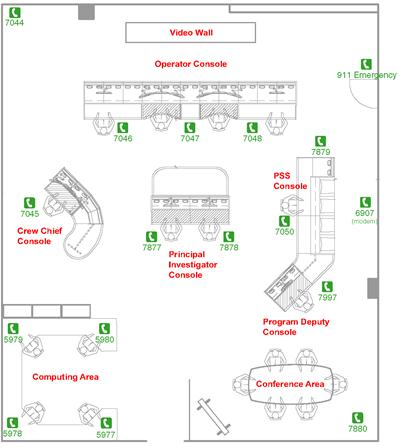 7044
Video Wall
Operator Console
911 Emergency
7046
7047
7048
7879
PSS
Console
7045
7050
6907
(modem)
Crew Chief
Console
7877
7878
Principal
Investigator
Console
7997
Program Deputy
Console
5979
5980
Computing Area
Conference Area
5978
5977
7880